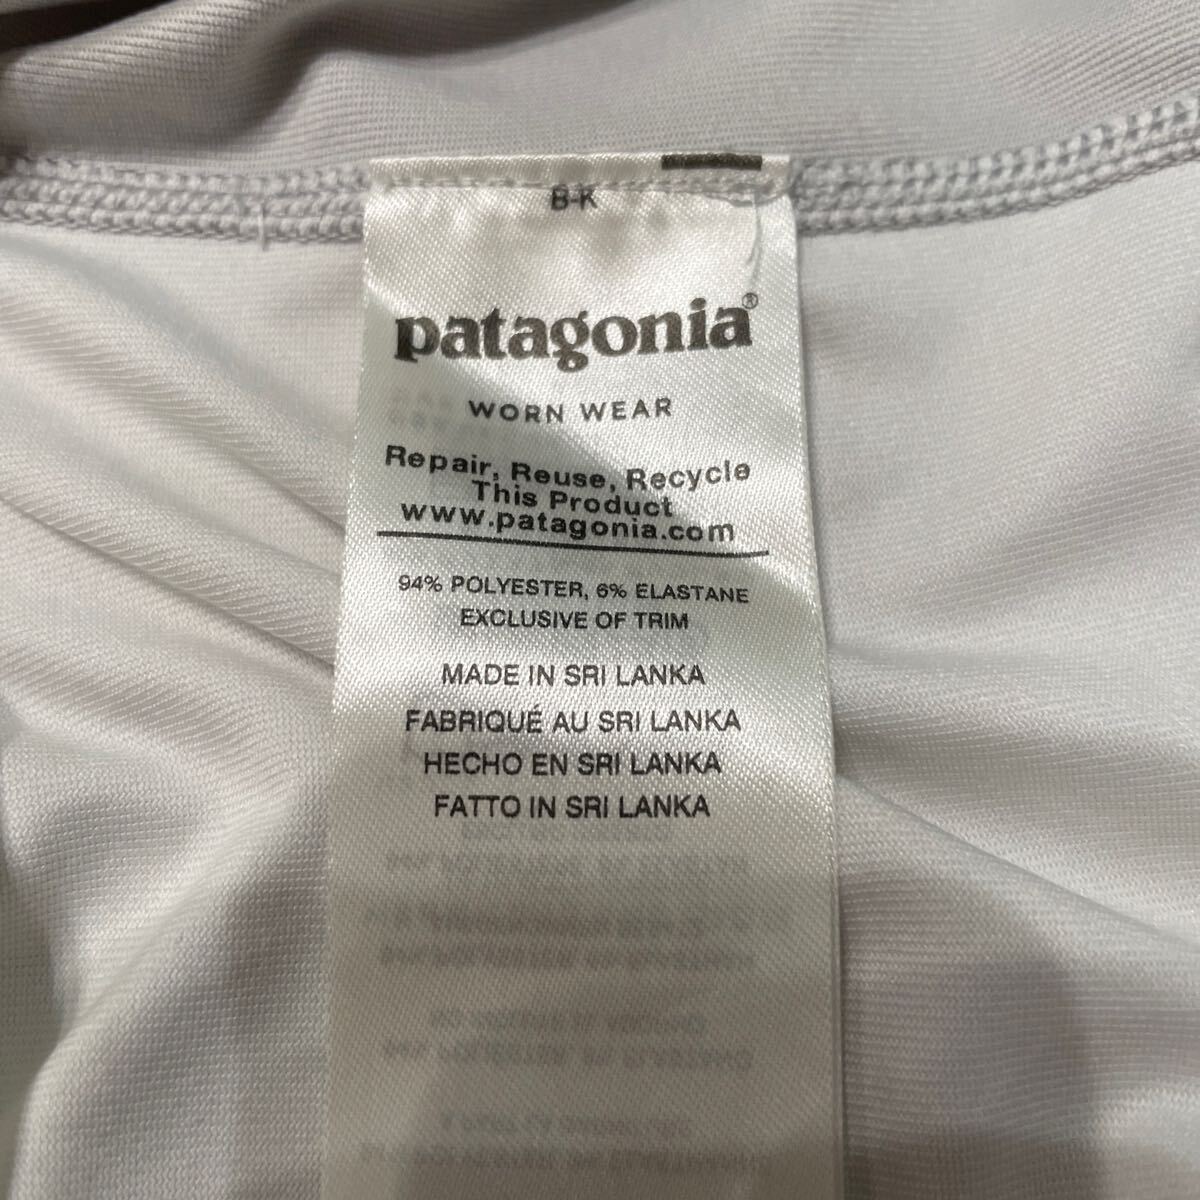 B-K
patagonia®
WORN WEAR
Repair, Reuse, Recycle
This Product
www.patagonia.com
94% POLYESTER, 6% ELASTANE
EXCLUSIVE OF TRIM
MADE IN SRI LANKA
FABRIQUÉ AU SRI LANKA
HECHO EN SRI LANKA
FATTO IN SRI LANKA